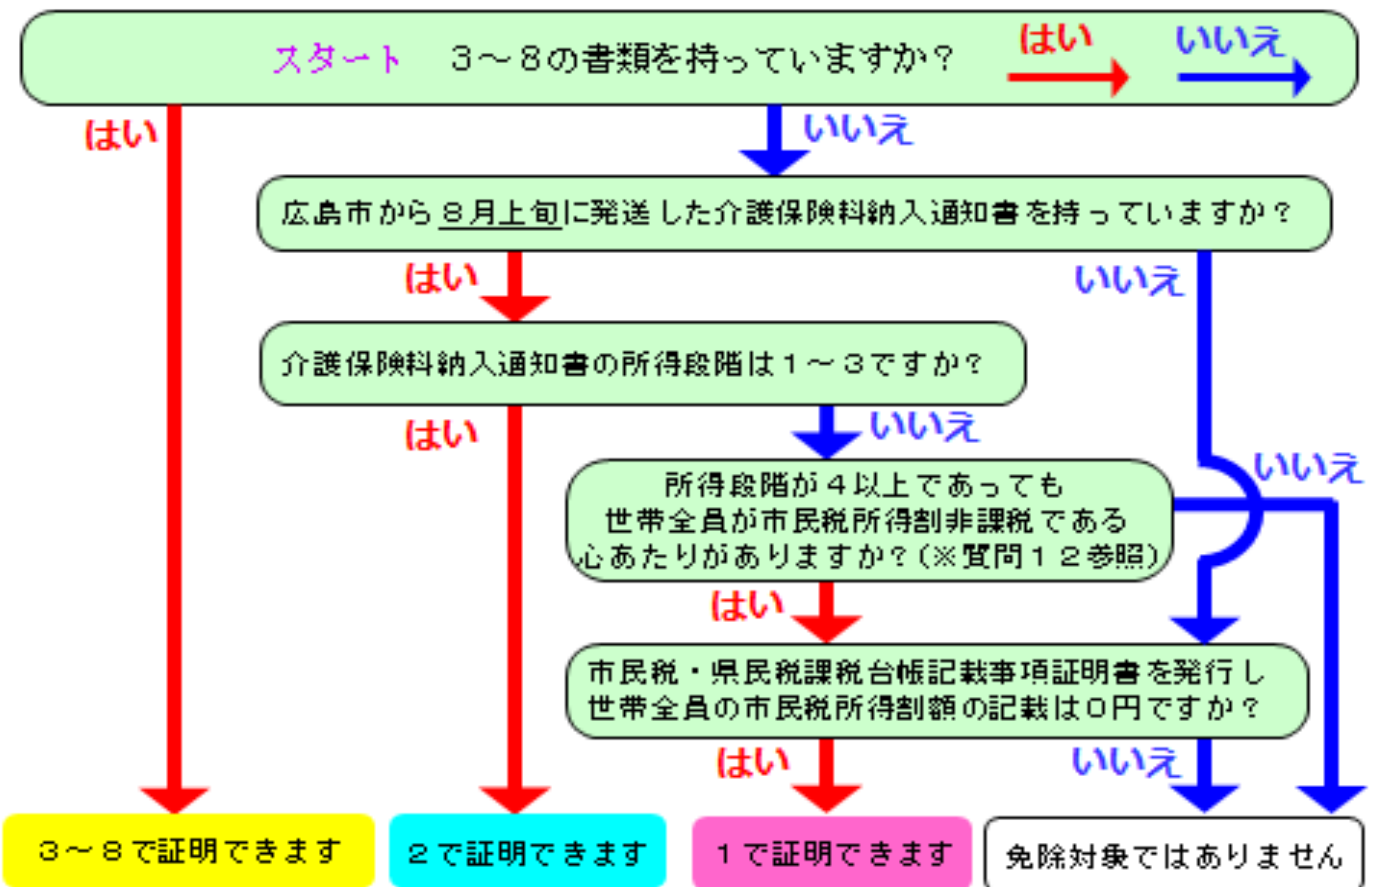 スタート　３～８の書類を持っていますか？　はい　いいえ
はい　いいえ
広島市から８月上旬に発送した介護保険料納入通知書を持っていますか？
はい　いいえ
介護保険料納入通知書の所得段階は１～３ですか？
はい　いいえ
いいえ
所得段階が４以上であっても
世帯全員が市民税所得割非課税である
心あたりがありますか？（※質問１２参照）
はい
市民税・県民税課税台帳記載事項証明書を発行し
世帯全員の市民税所得割額の記載は０円ですか？
はい　いいえ
３～８で証明できます
２で証明できます
１で証明できます
免除対象ではありません